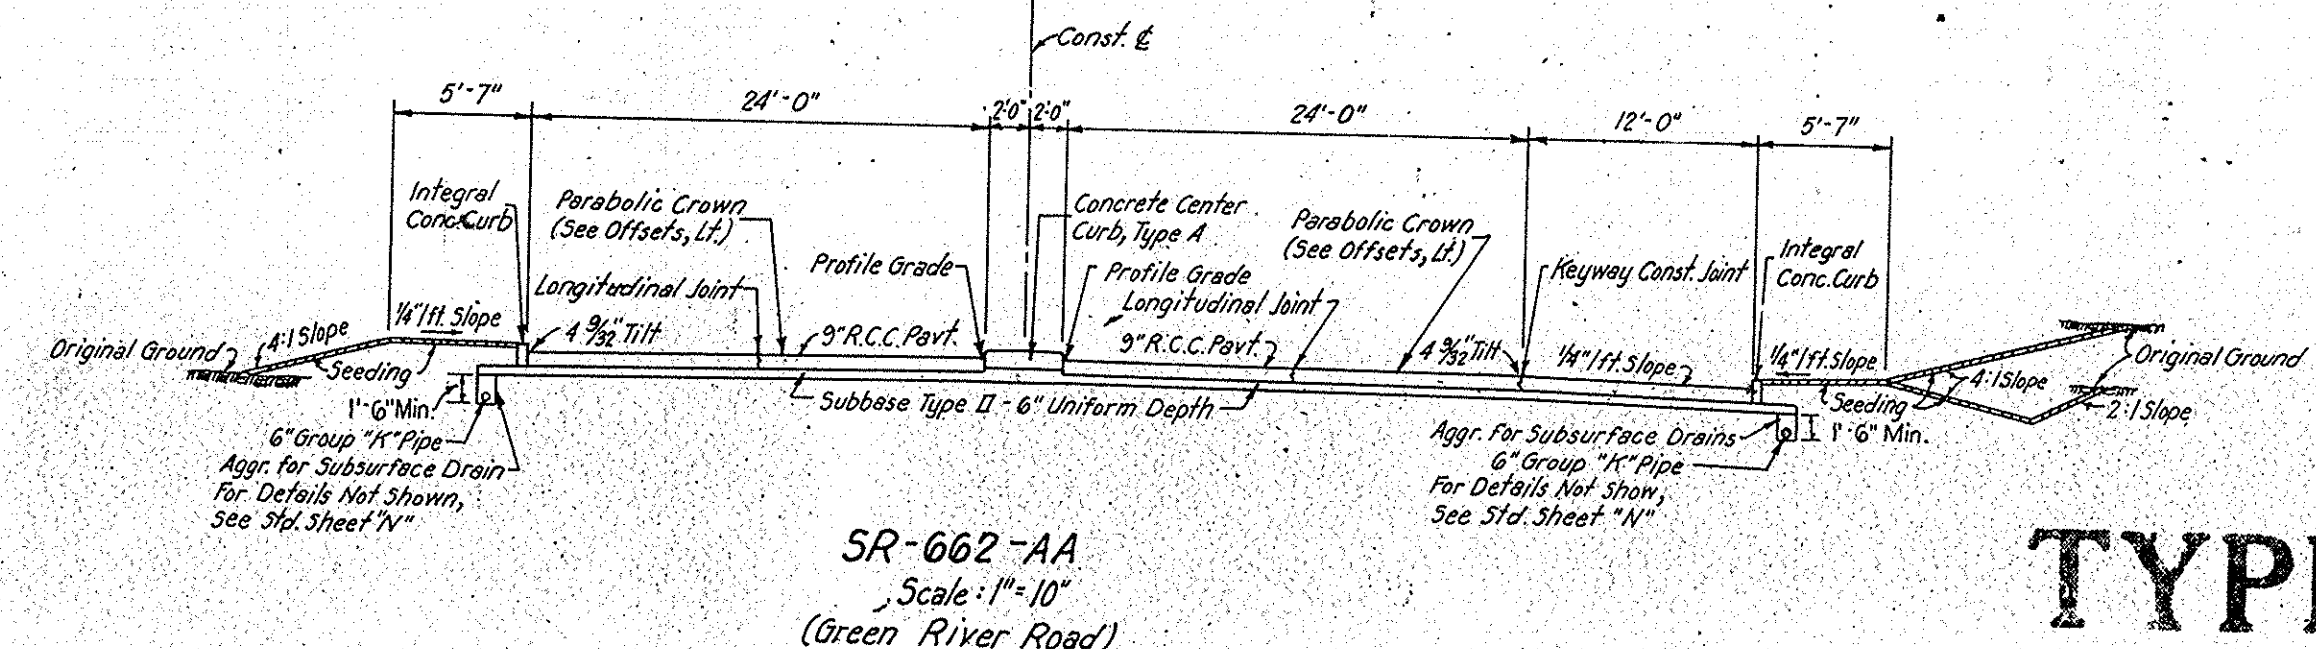 Const. ℄
5'-7"
24'-0"
2'-0"
2'-0"
24'-0"
12'-0"
5'-7"
Integral
Conc. Curb
Parabolic Crown
(See Offsets, Lt.)
Profile Grade
Concrete Center
Curb, Type A
Parabolic Crown
(See Offsets, Lt.)
Profile Grade
Longitudinal Joint
Longitudinal Joint
Keyway Const. Joint
Integral
Conc. Curb
Original Ground
4:1 Slope
1/4"/ft. Slope
4 9/32" Tilt
9" R.C.C. Pavt.
9" R.C.C. Pavt.
4 9/32" Tilt
1/4"/ft. Slope
1/4"/ft. Slope
Original Ground
Seeding
4:1 Slope
Seeding
2:1 Slope
1'-6" Min.
Subbase Type II - 6" Uniform Depth
6" Group "K" Pipe
Aggr. for Subsurface Drain
For Details Not Shown,
See Std. Sheet "N"
Aggr. for Subsurface Drains
1'-6" Min.
6" Group "K" Pipe
For Details Not Show,
See Std. Sheet "N"
SR-662-AA
Scale: 1"=10"
(Green River Road)